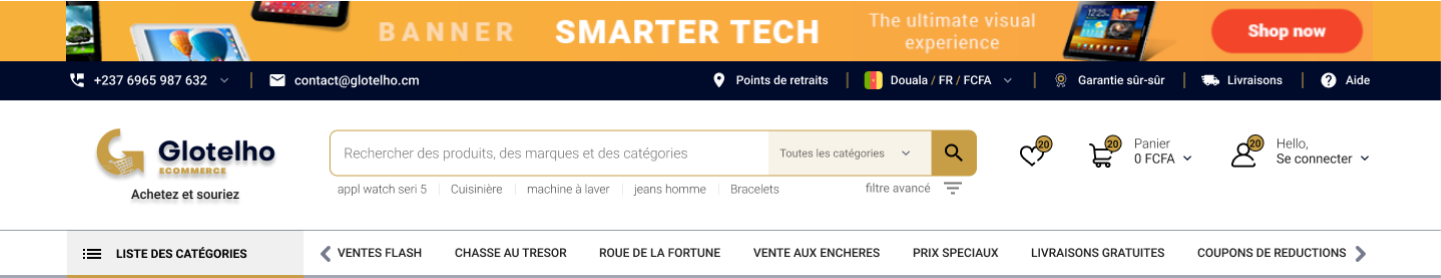 BANNER SMARTER TECH The ultimate visual
experience
Shop now
+237 6965 987 632 contact@glotelho.cm Points de retraits Douala / FR / FCFA Garantie sûr-sûr Livraisons Aide
Glotelho
ECOMMERCE
Achetez et souriez
Rechercher des produits, des marques et des catégories Toutes les catégories
appl watch seri 5 Cuisinière machine à laver jeans homme Bracelets filtre avancé
20
20 Panier
0 FCFA
20 Hello,
Se connecter
LISTE DES CATÉGORIES VENTES FLASH CHASSE AU TRESOR ROUE DE LA FORTUNE VENTE AUX ENCHERES PRIX SPECIAUX LIVRAISONS GRATUITES COUPONS DE REDUCTIONS